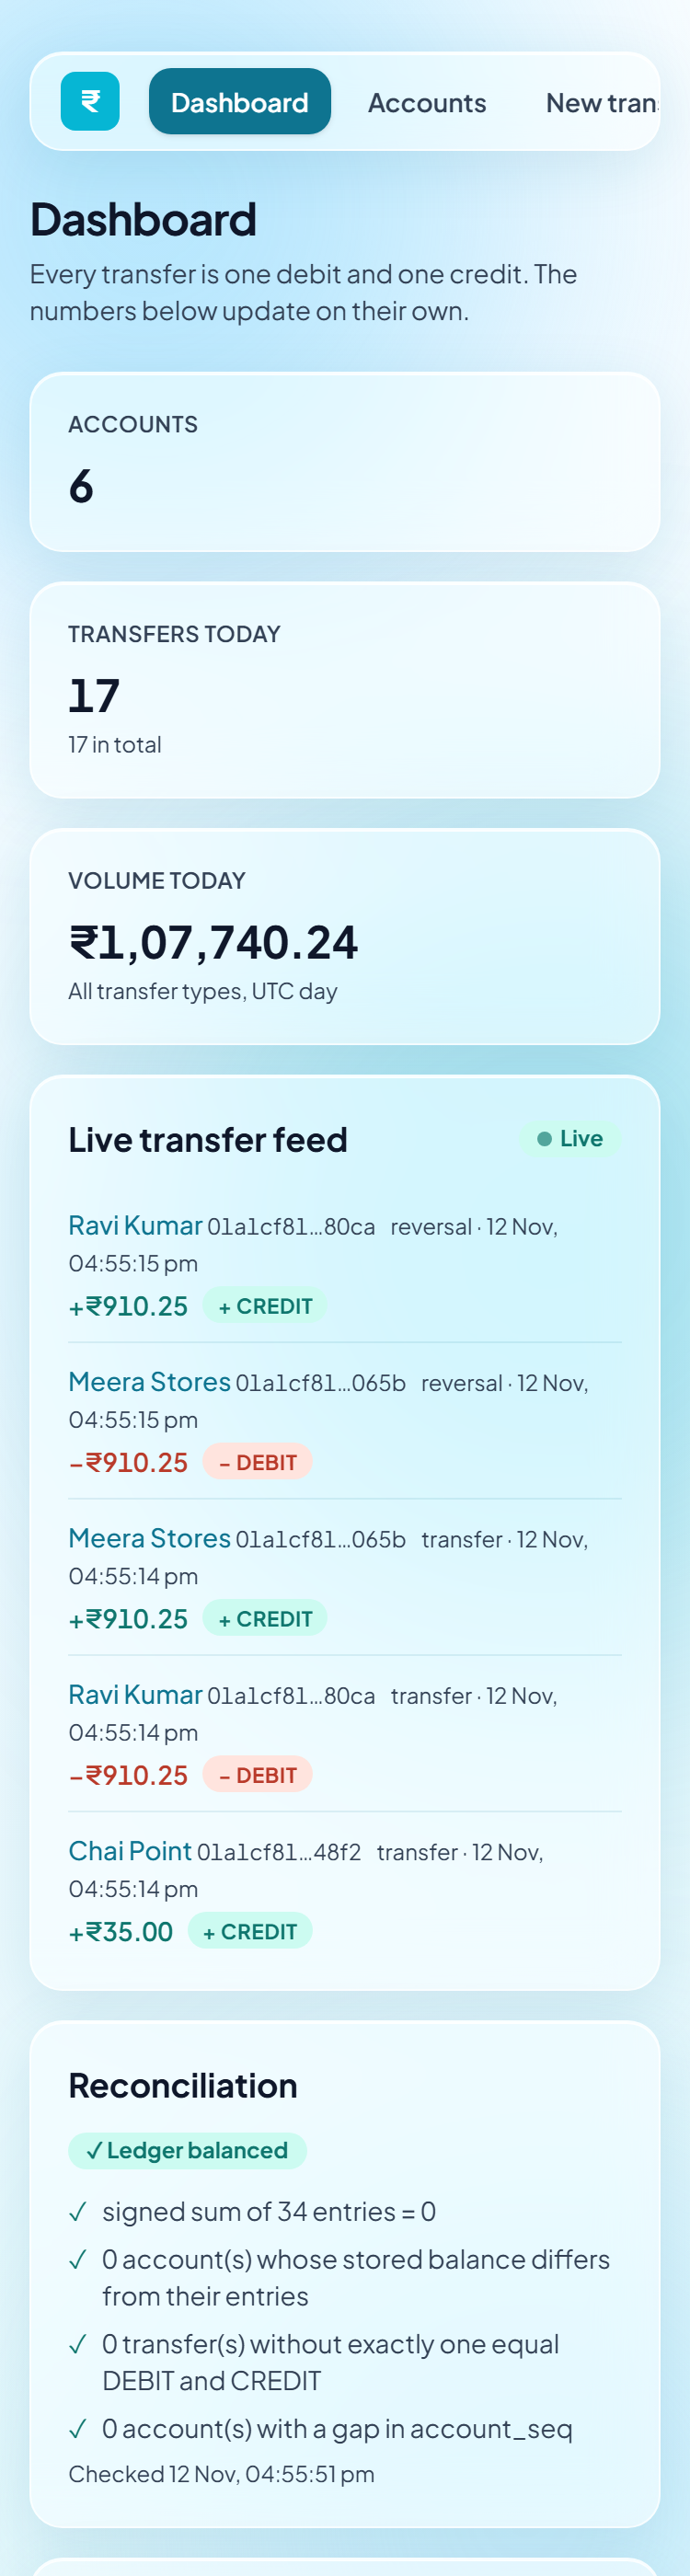 ₹ Dashboard Accounts New trans
Dashboard
Every transfer is one debit and one credit. The
numbers below update on their own.
ACCOUNTS
6
TRANSFERS TODAY
17
17 in total
VOLUME TODAY
₹1,07,740.24
All transfer types, UTC day
Live transfer feed Live
Ravi Kumar 01a1cf81…80ca reversal · 12 Nov,
04:55:15 pm
+₹910.25 + CREDIT
Meera Stores 01a1cf81…065b reversal · 12 Nov,
04:55:15 pm
−₹910.25 − DEBIT
Meera Stores 01a1cf81…065b transfer · 12 Nov,
04:55:14 pm
+₹910.25 + CREDIT
Ravi Kumar 01a1cf81…80ca transfer · 12 Nov,
04:55:14 pm
−₹910.25 − DEBIT
Chai Point 01a1cf81…48f2 transfer · 12 Nov,
04:55:14 pm
+₹35.00 + CREDIT
Reconciliation
✓ Ledger balanced
✓ signed sum of 34 entries = 0
✓ 0 account(s) whose stored balance differs
from their entries
✓ 0 transfer(s) without exactly one equal
DEBIT and CREDIT
✓ 0 account(s) with a gap in account_seq
Checked 12 Nov, 04:55:51 pm